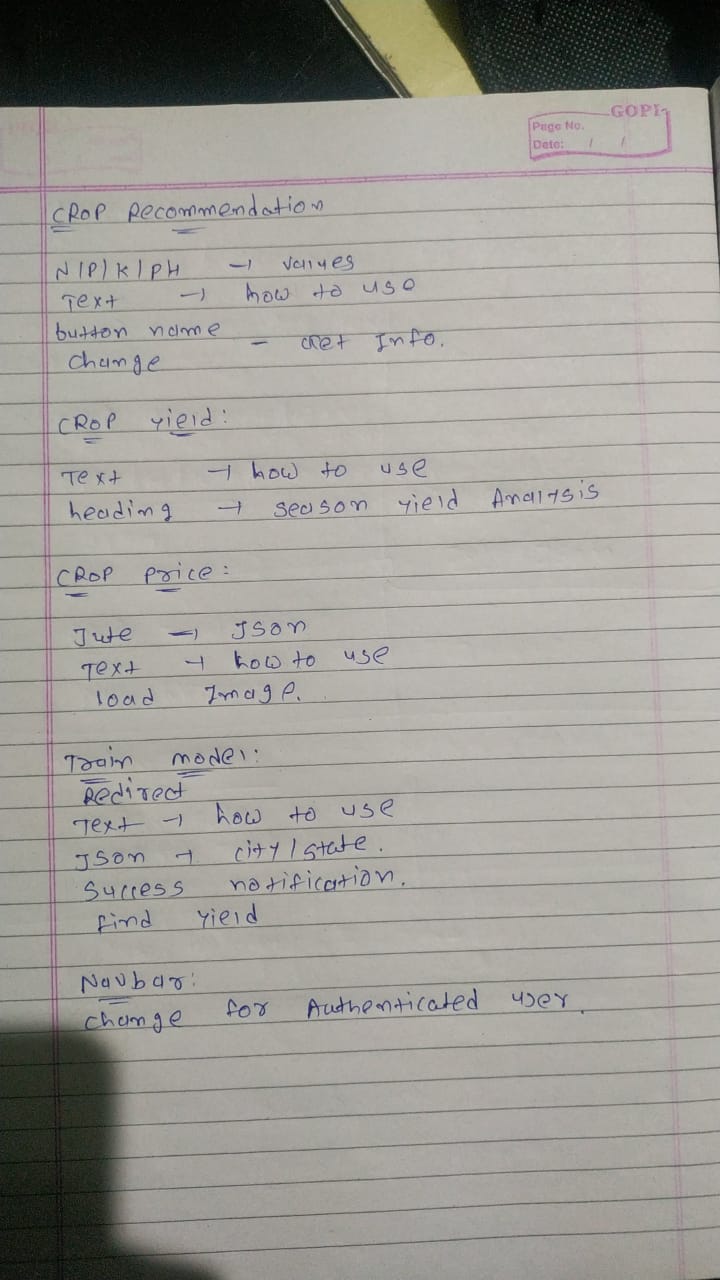 GOPI
Page No.
Date: / /
CROP Recommendation
N/P/K/PH → values
Text → how to use
button name
change - Get Info.
CROP yield:
Text → how to use
heading → season yield Analysis
CROP price:
Jute → Json
Text → how to use
load Image.
Train model:
Redirect
Text → how to use
Json → city/state.
Success notification.
find yield
Navbar:
change for Authenticated user.